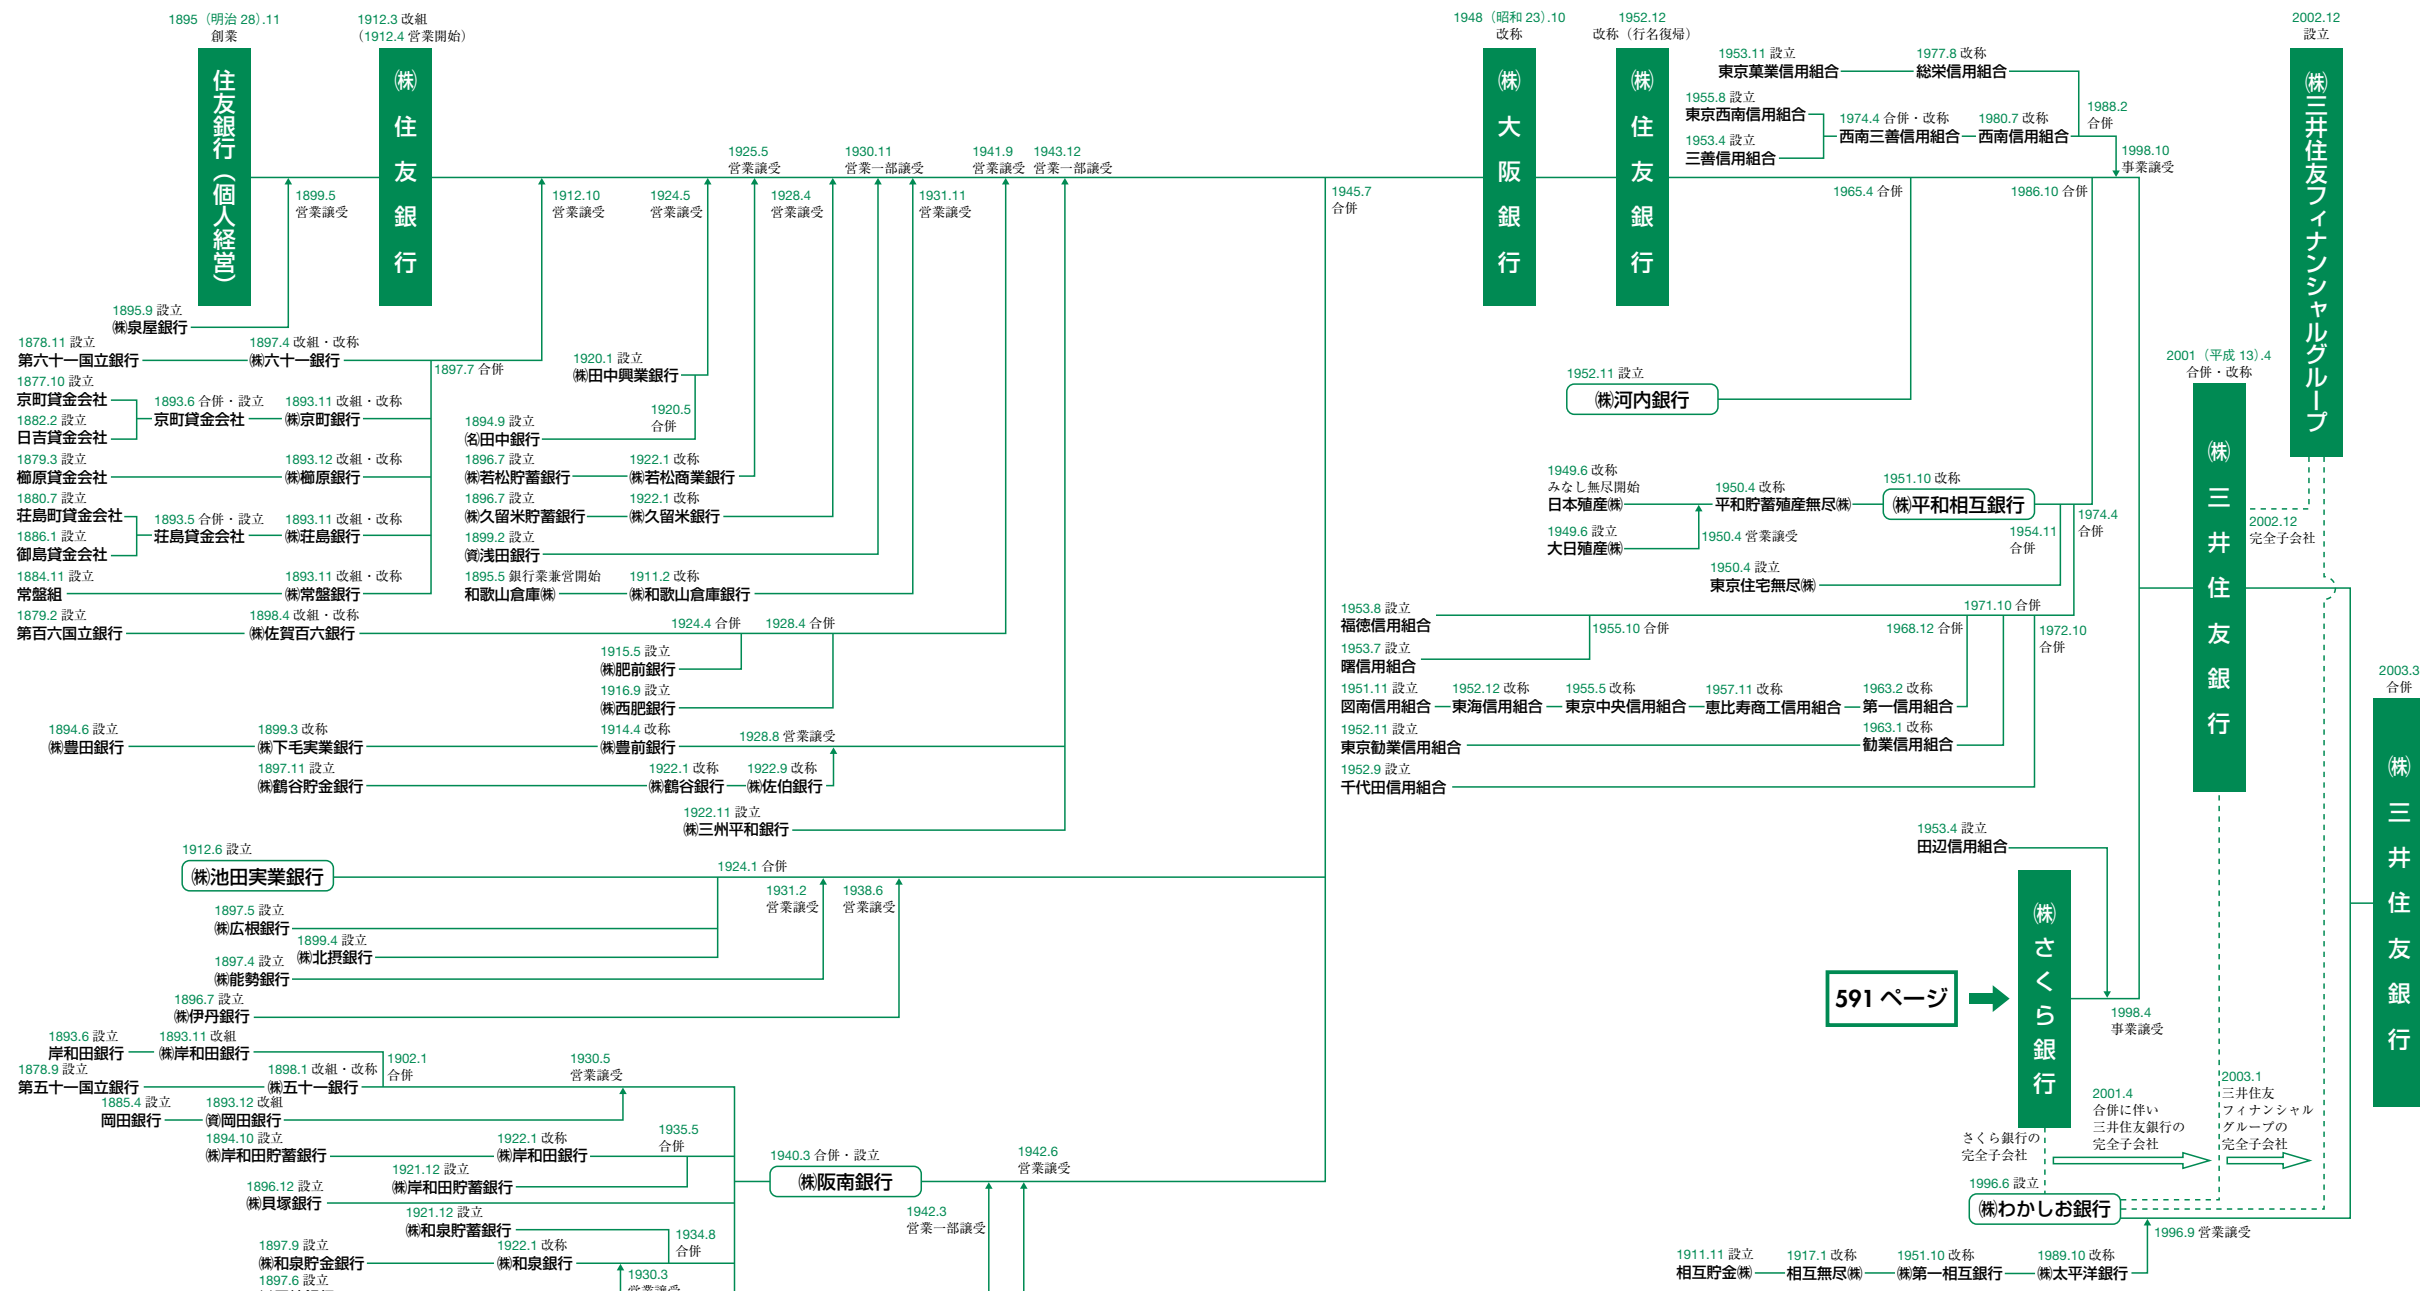 1895（明治 28）.11
創業
住友銀行（個人経営）
1912.3 改組
（1912.4 営業開始）
㈱住友銀行
1948（昭和 23）.10
改称
㈱大阪銀行
1952.12
改称（行名復帰）
㈱住友銀行
2002.12
設立
㈱三井住友フィナンシャルグループ
1953.11 設立
東京菓業信用組合
1977.8 改称
総栄信用組合
1955.8 設立
東京西南信用組合
1953.4 設立
三善信用組合
1974.4 合併・改称
西南三善信用組合
1980.7 改称
西南信用組合
1988.2
合併
1998.10
事業譲受
1899.5
営業譲受
1912.10
営業譲受
1924.5
営業譲受
1925.5
営業譲受
1928.4
営業譲受
1930.11
営業一部譲受
1931.11
営業譲受
1941.9
営業譲受
1943.12
営業一部譲受
1945.7
合併
1965.4 合併
1986.10 合併
1895.9 設立
㈱泉屋銀行
1878.11 設立
第六十一国立銀行
1897.4 改組・改称
㈱六十一銀行
1897.7 合併
1877.10 設立
京町貸金会社
1882.2 設立
日吉貸金会社
1893.6 合併・設立
京町貸金会社
1893.11 改組・改称
㈱京町銀行
1879.3 設立
櫛原貸金会社
1893.12 改組・改称
㈱櫛原銀行
1880.7 設立
荘島町貸金会社
1886.1 設立
御島貸金会社
1893.5 合併・設立
荘島貸金会社
1893.11 改組・改称
㈱荘島銀行
1884.11 設立
常盤組
1893.11 改組・改称
㈱常盤銀行
1879.2 設立
第百六国立銀行
1898.4 改組・改称
㈱佐賀百六銀行
1920.1 設立
㈱田中興業銀行
1920.5
合併
1894.9 設立
㈴田中銀行
1896.7 設立
㈱若松貯蓄銀行
1922.1 改称
㈱若松商業銀行
1896.7 設立
㈱久留米貯蓄銀行
1922.1 改称
㈱久留米銀行
1899.2 設立
㈾浅田銀行
1895.5 銀行業兼営開始
和歌山倉庫㈱
1911.2 改称
㈱和歌山倉庫銀行
1924.4 合併
1928.4 合併
1915.5 設立
㈱肥前銀行
1916.9 設立
㈱西肥銀行
1894.6 設立
㈱豊田銀行
1899.3 改称
㈱下毛実業銀行
1914.4 改称
㈱豊前銀行
1928.8 営業譲受
1897.11 設立
㈱鶴谷貯金銀行
1922.1 改称
㈱鶴谷銀行
1922.9 改称
㈱佐伯銀行
1922.11 設立
㈱三州平和銀行
1952.11 設立
㈱河内銀行
1949.6 改称
みなし無尽開始
日本殖産㈱
1949.6 設立
大日殖産㈱
1950.4 改称
平和貯蓄殖産無尽㈱
1950.4 営業譲受
1951.10 改称
㈱平和相互銀行
1950.4 設立
東京住宅無尽㈱
1954.11
合併
1974.4
合併
1953.8 設立
福徳信用組合
1953.7 設立
曙信用組合
1955.10 合併
1971.10 合併
1968.12 合併
1972.10
合併
1951.11 設立
図南信用組合
1952.12 改称
東海信用組合
1955.5 改称
東京中央信用組合
1957.11 改称
恵比寿商工信用組合
1963.2 改称
第一信用組合
1952.11 設立
東京勧業信用組合
1963.1 改称
勧業信用組合
1952.9 設立
千代田信用組合
2001（平成 13）.4
合併・改称
㈱三井住友銀行
2002.12
完全子会社
2003.3
合併
㈱三井住友銀行
1912.6 設立
㈱池田実業銀行
1924.1 合併
1931.2
営業譲受
1938.6
営業譲受
1897.5 設立
㈱広根銀行
1899.4 設立
㈱北摂銀行
1897.4 設立
㈱能勢銀行
1896.7 設立
㈱伊丹銀行
1893.6 設立
岸和田銀行
1893.11 改組
㈱岸和田銀行
1902.1
合併
1878.9 設立
第五十一国立銀行
1898.1 改組・改称
㈱五十一銀行
1930.5
営業譲受
1885.4 設立
岡田銀行
1893.12 改組
㈾岡田銀行
1894.10 設立
㈱岸和田貯蓄銀行
1922.1 改称
㈱岸和田銀行
1935.5
合併
1921.12 設立
㈱岸和田貯蓄銀行
1896.12 設立
㈱貝塚銀行
1921.12 設立
㈱和泉貯蓄銀行
1934.8
合併
1897.9 設立
㈱和泉貯金銀行
1922.1 改称
㈱和泉銀行
1897.6 設立
1930.3
営業譲受
1940.3 合併・設立
㈱阪南銀行
1942.3
営業一部譲受
1942.6
営業譲受
1953.4 設立
田辺信用組合
㈱さくら銀行
591 ページ
1998.4
事業譲受
さくら銀行の
完全子会社
2001.4
合併に伴い
三井住友銀行の
完全子会社
2003.1
三井住友
フィナンシャル
グループの
完全子会社
1996.6 設立
㈱わかしお銀行
1996.9 営業譲受
1911.11 設立
相互貯金㈱
1917.1 改称
相互無尽㈱
1951.10 改称
㈱第一相互銀行
1989.10 改称
㈱太平洋銀行